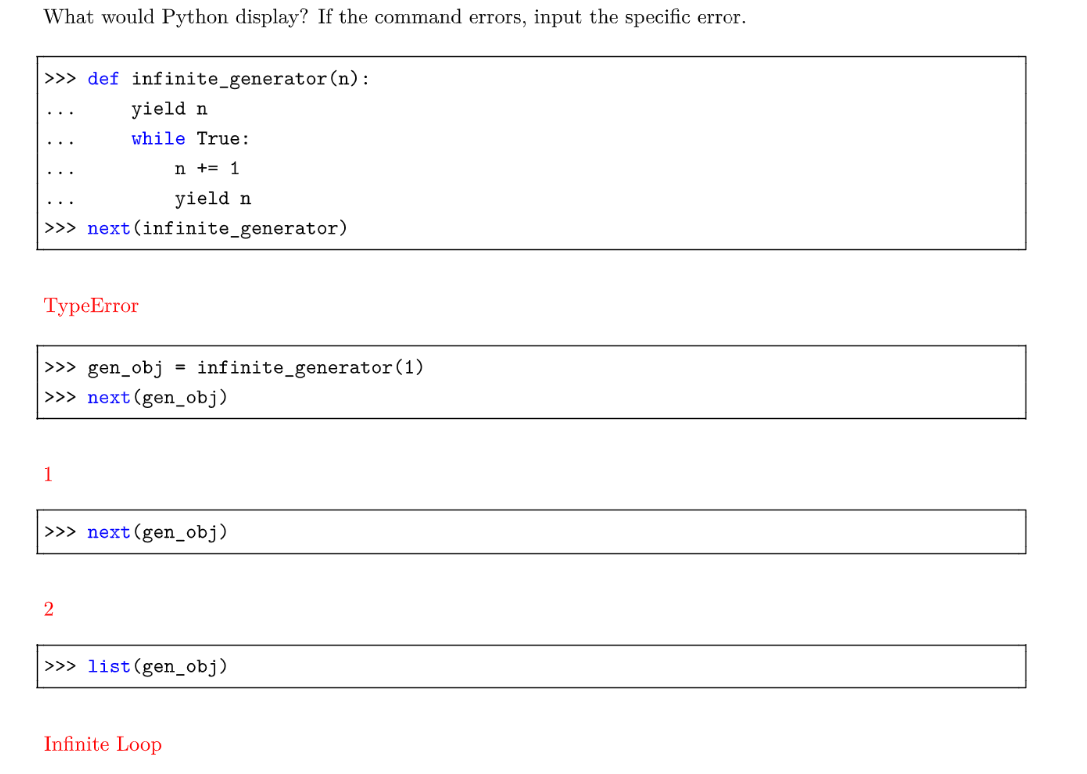 What would Python display? If the command errors, input the specific error.
>>> def infinite_generator(n):
...     yield n
...     while True:
...         n += 1
...         yield n
>>> next(infinite_generator)
TypeError
>>> gen_obj = infinite_generator(1)
>>> next(gen_obj)
1
>>> next(gen_obj)
2
>>> list(gen_obj)
Infinite Loop